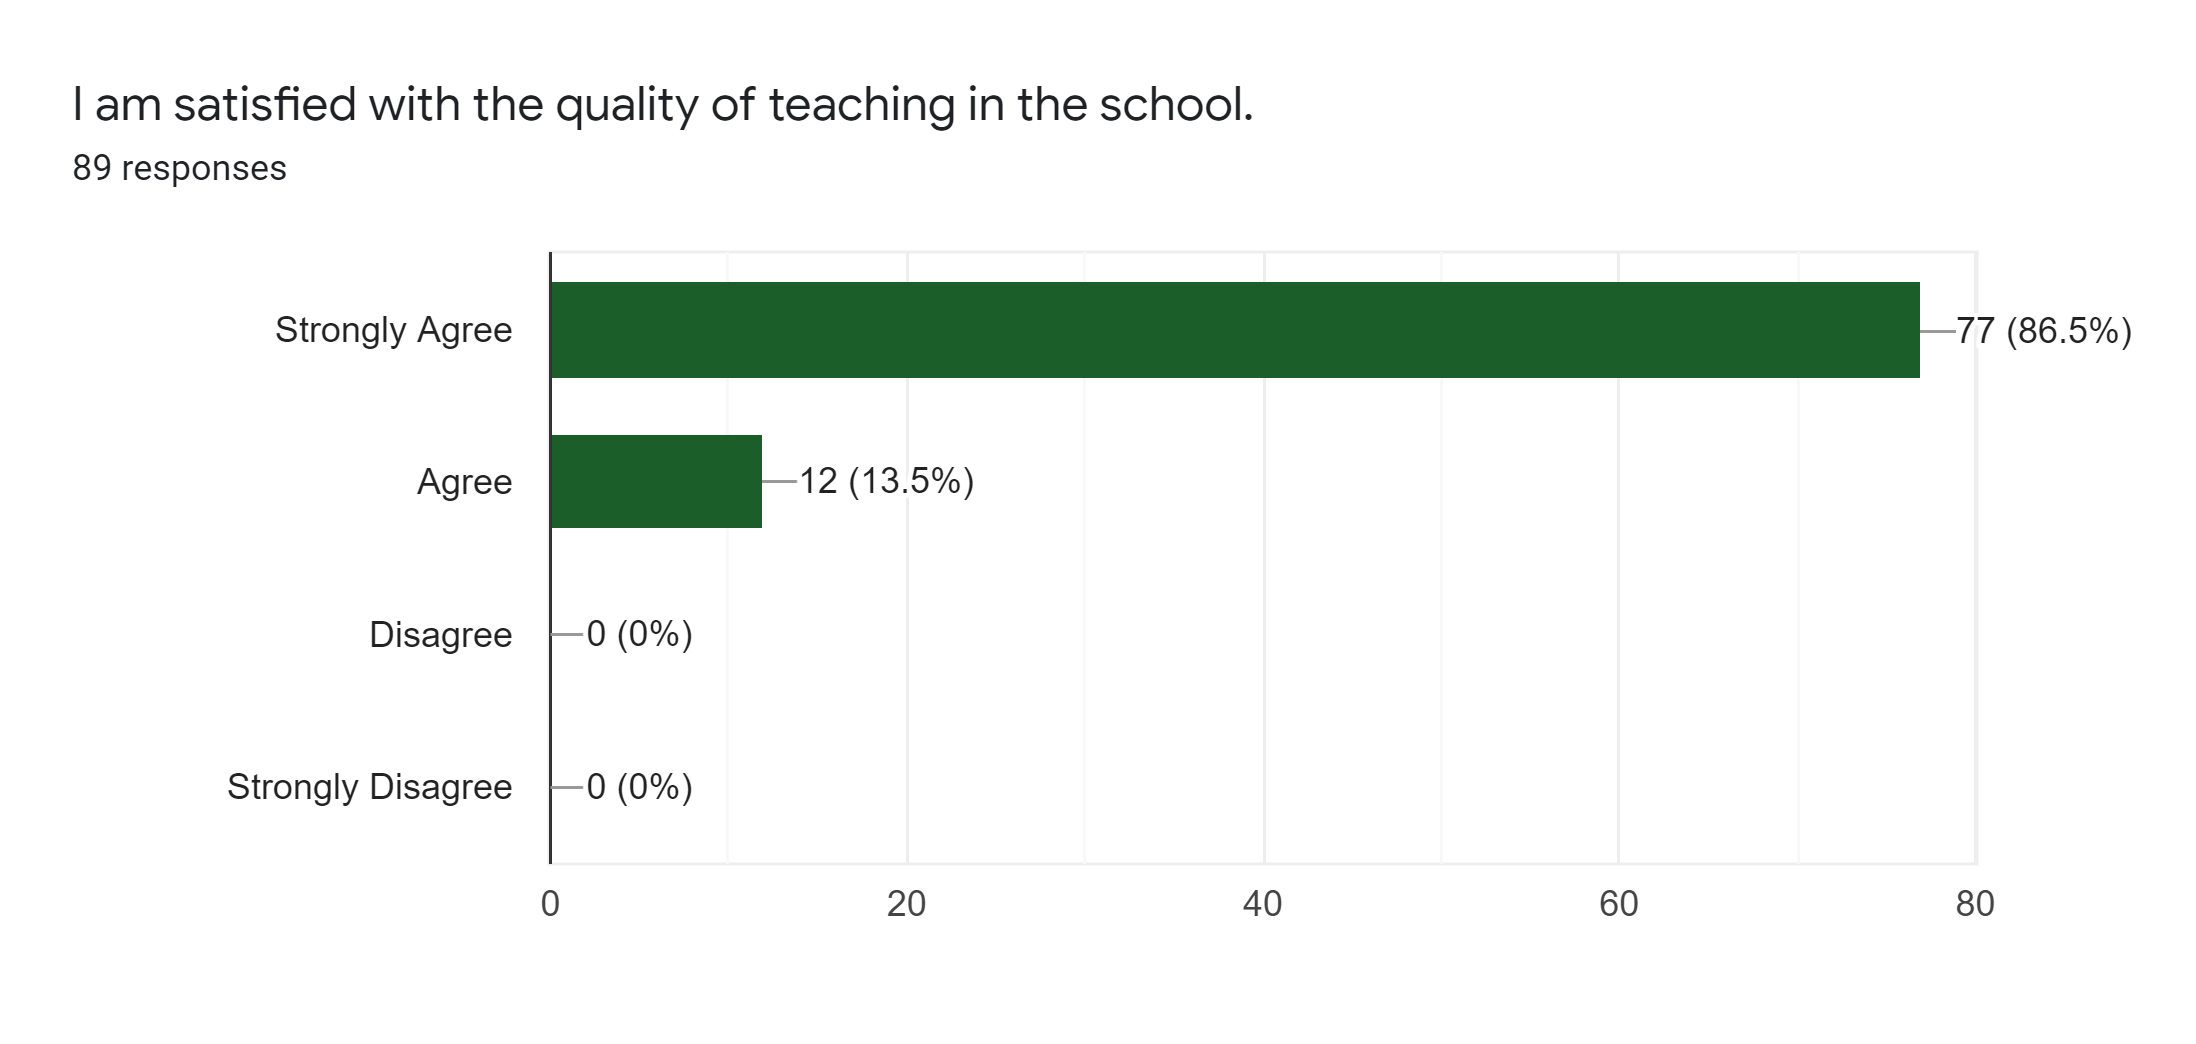 I am satisfied with the quality of teaching in the school.
89 responses
Strongly Agree 77 (86.5%)
Agree 12 (13.5%)
Disagree 0 (0%)
Strongly Disagree 0 (0%)
0 20 40 60 80